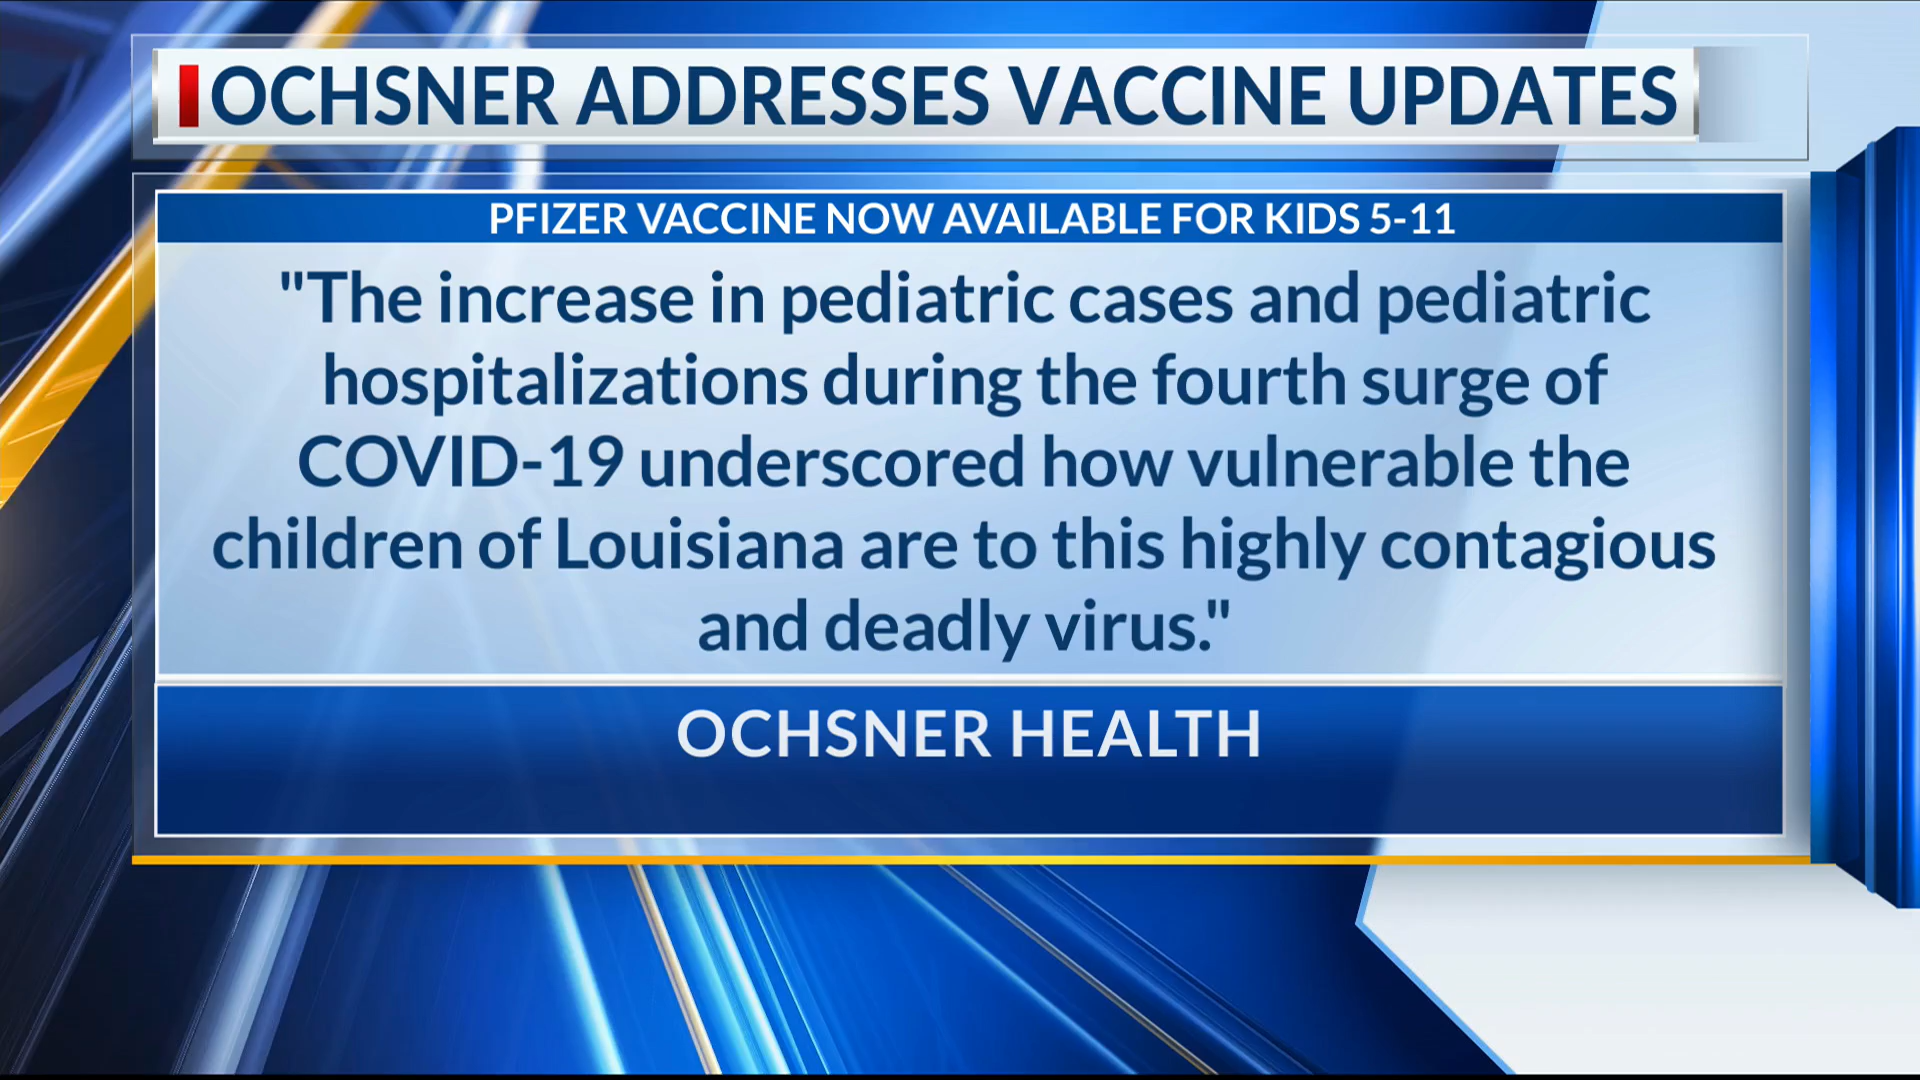 OCHSNER ADDRESSES VACCINE UPDATES
PFIZER VACCINE NOW AVAILABLE FOR KIDS 5-11
"The increase in pediatric cases and pediatric
hospitalizations during the fourth surge of
COVID-19 underscored how vulnerable the
children of Louisiana are to this highly contagious
and deadly virus."
OCHSNER HEALTH